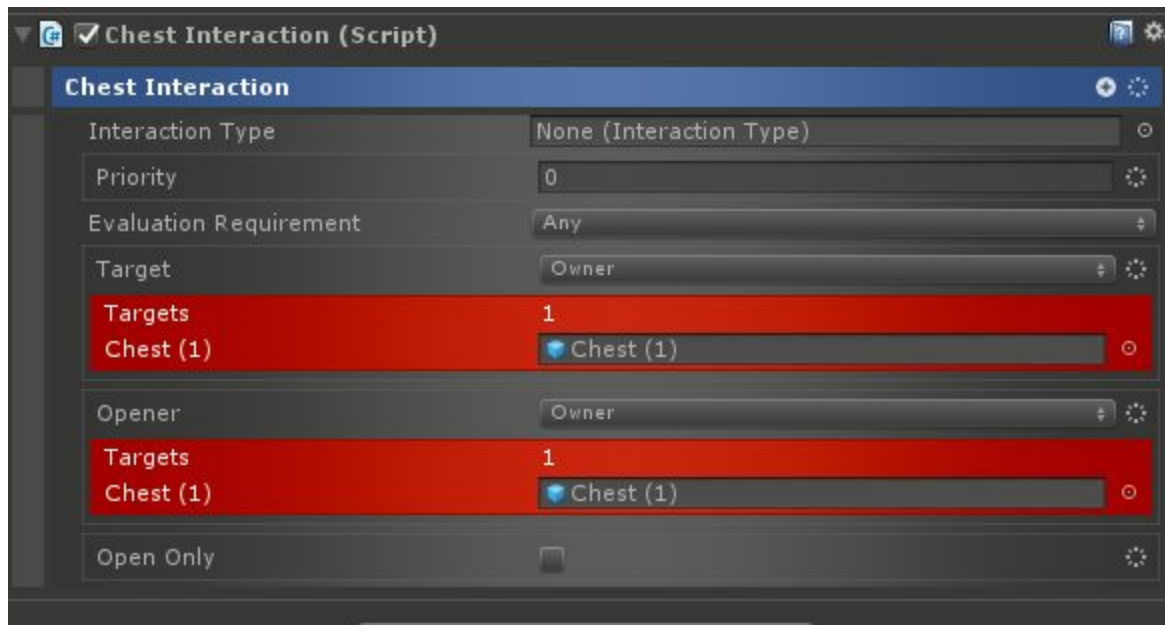 Chest Interaction (Script)
Chest Interaction
Interaction Type None (Interaction Type)
Priority 0
Evaluation Requirement Any
Target Owner
Targets 1
Chest (1) Chest (1)
Opener Owner
Targets 1
Chest (1) Chest (1)
Open Only